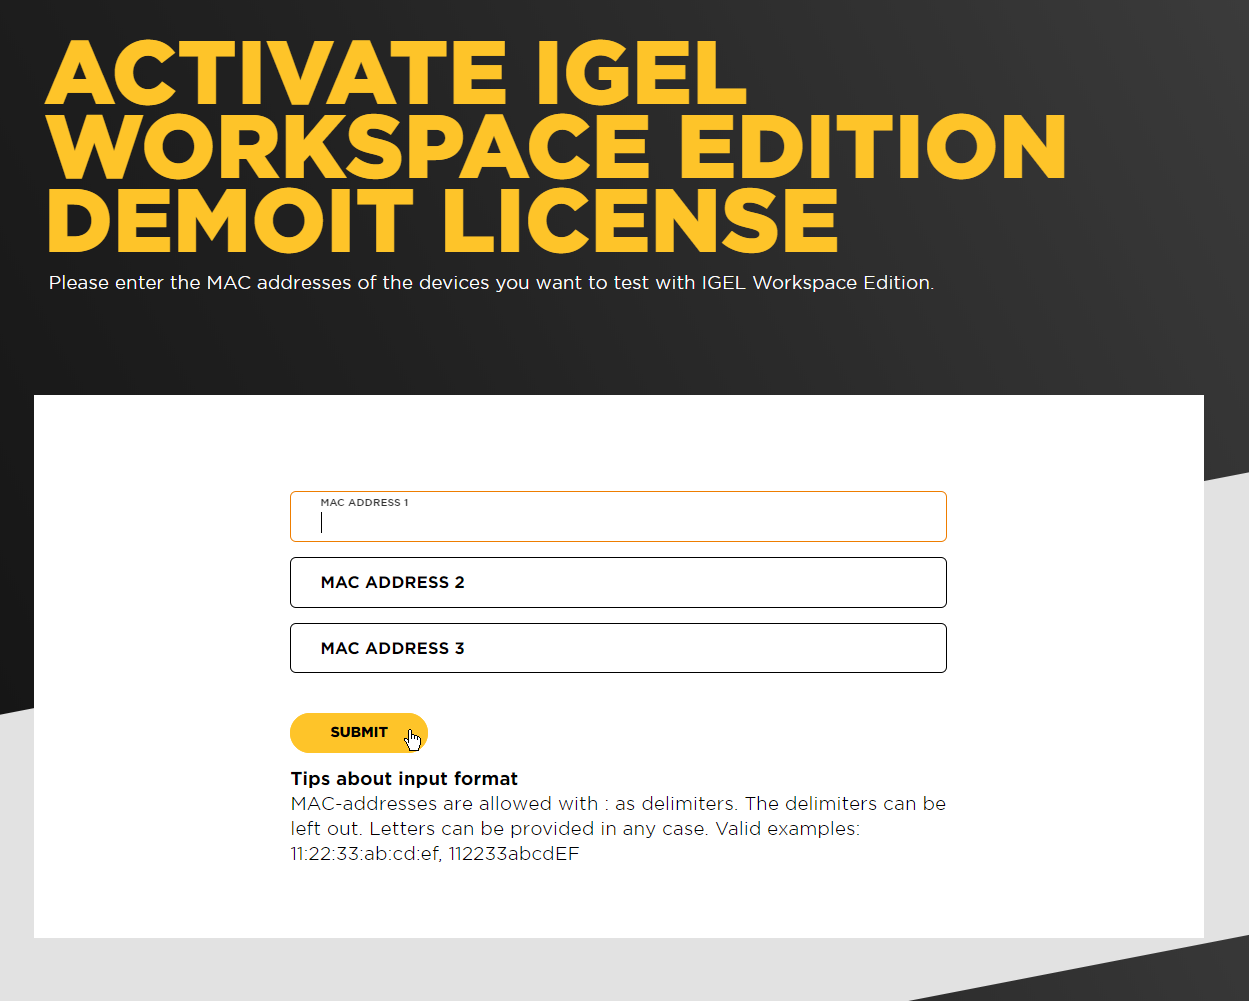 ACTIVATE IGEL
WORKSPACE EDITION
DEMOIT LICENSE
Please enter the MAC addresses of the devices you want to test with IGEL Workspace Edition.
MAC ADDRESS 1
MAC ADDRESS 2
MAC ADDRESS 3
SUBMIT
Tips about input format
MAC-addresses are allowed with : as delimiters. The delimiters can be
left out. Letters can be provided in any case. Valid examples:
11:22:33:ab:cd:ef, 112233abcdEF